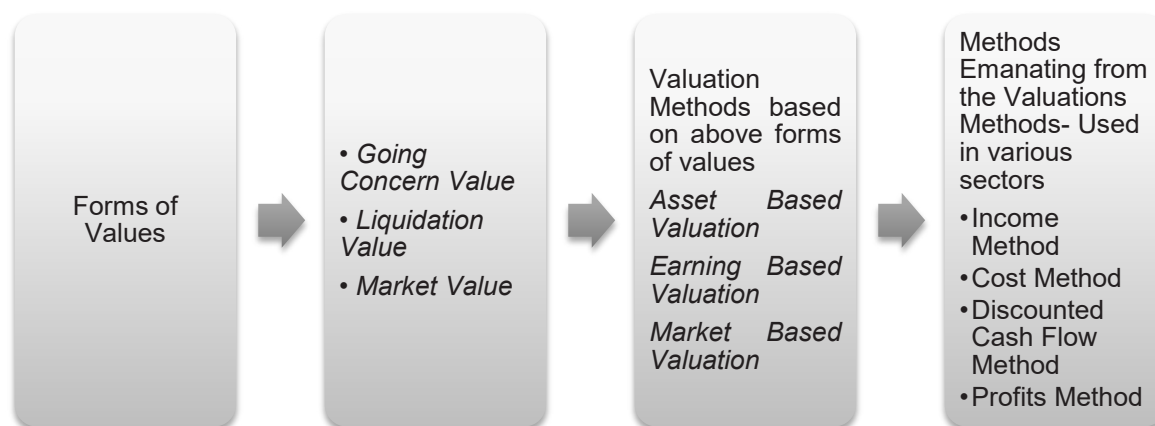 Forms of
Values
• Going
Concern Value
• Liquidation
Value
• Market Value
Valuation
Methods based
on above forms
of values
Asset Based
Valuation
Earning Based
Valuation
Market Based
Valuation
Methods
Emanating from
the Valuations
Methods- Used
in various
sectors
•Income
Method
•Cost Method
•Discounted
Cash Flow
Method
•Profits Method